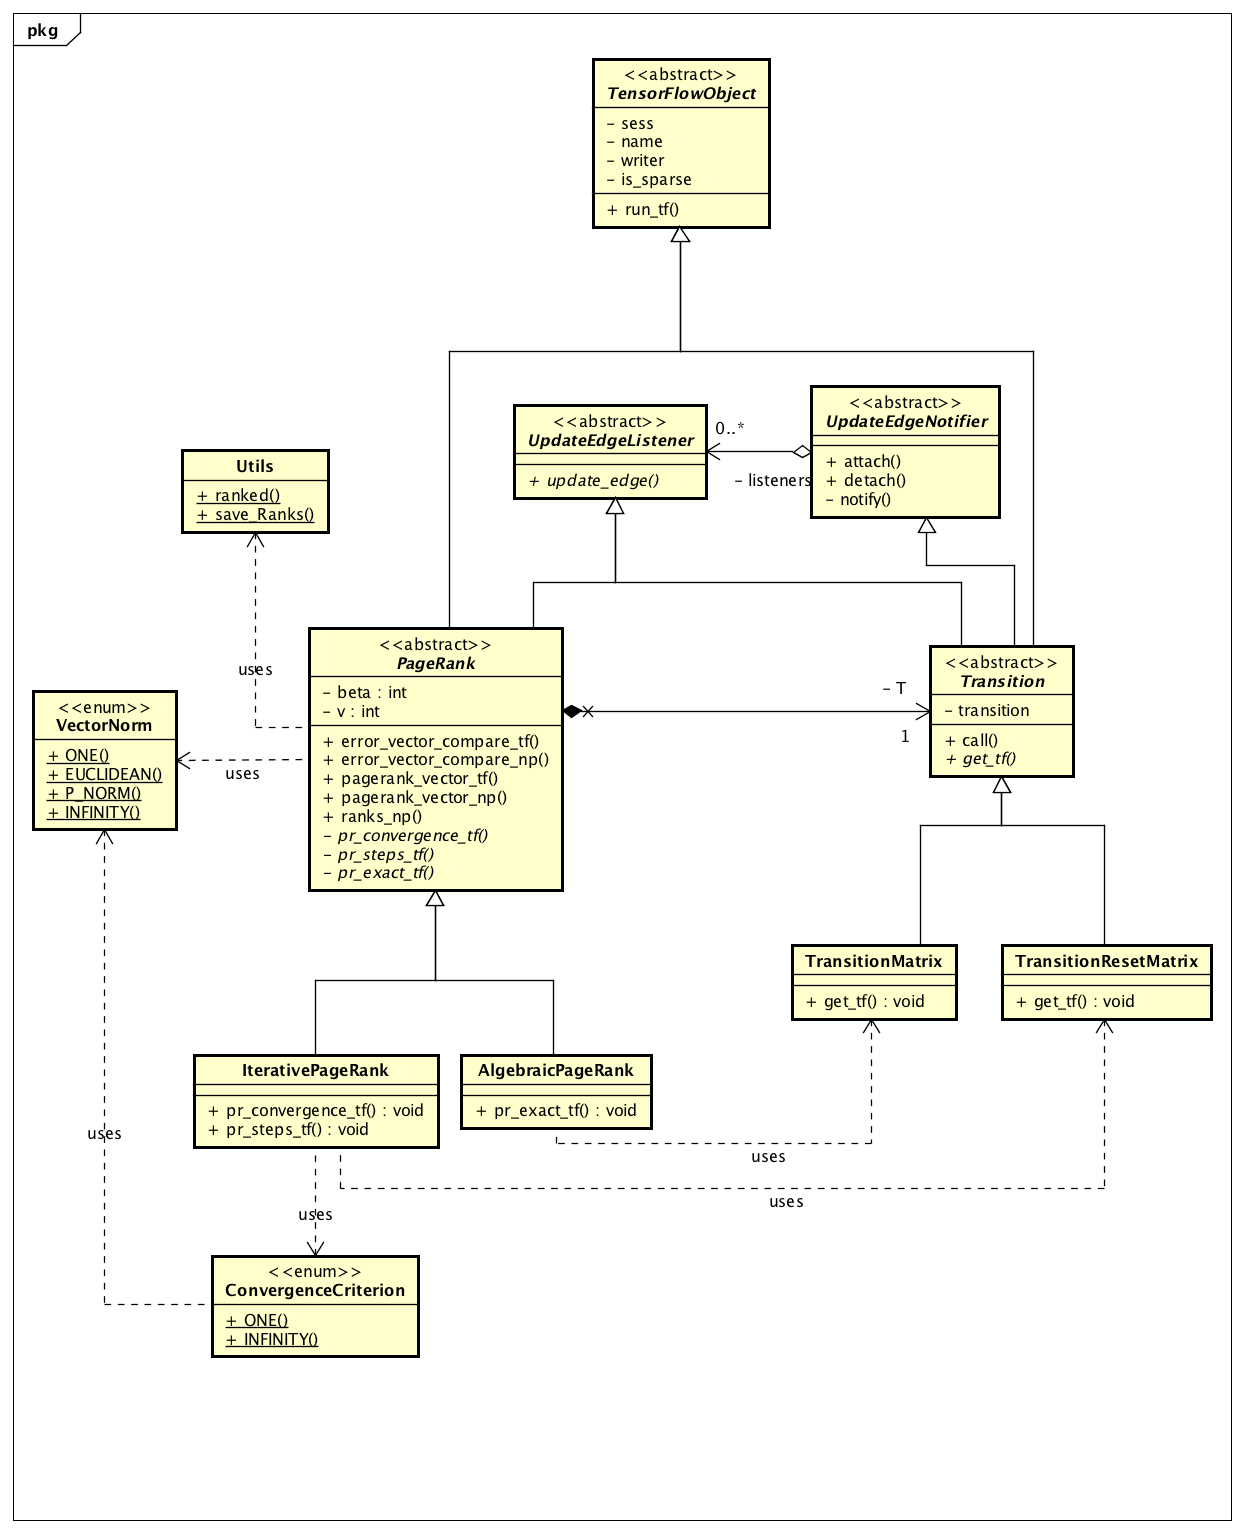 pkg
<<abstract>>
TensorFlowObject
– sess
– name
– writer
– is_sparse
+ run_tf()
<<abstract>>
UpdateEdgeListener
+ update_edge()
0..*
– listeners
<<abstract>>
UpdateEdgeNotifier
+ attach()
+ detach()
– notify()
Utils
+ ranked()
+ save_Ranks()
uses
<<abstract>>
PageRank
– beta : int
– v : int
+ error_vector_compare_tf()
+ error_vector_compare_np()
+ pagerank_vector_tf()
+ pagerank_vector_np()
+ ranks_np()
– pr_convergence_tf()
– pr_steps_tf()
– pr_exact_tf()
– T
1
<<abstract>>
Transition
– transition
+ call()
+ get_tf()
<<enum>>
VectorNorm
+ ONE()
+ EUCLIDEAN()
+ P_NORM()
+ INFINITY()
uses
TransitionMatrix
+ get_tf() : void
TransitionResetMatrix
+ get_tf() : void
IterativePageRank
+ pr_convergence_tf() : void
+ pr_steps_tf() : void
AlgebraicPageRank
+ pr_exact_tf() : void
uses
uses
uses
uses
<<enum>>
ConvergenceCriterion
+ ONE()
+ INFINITY()